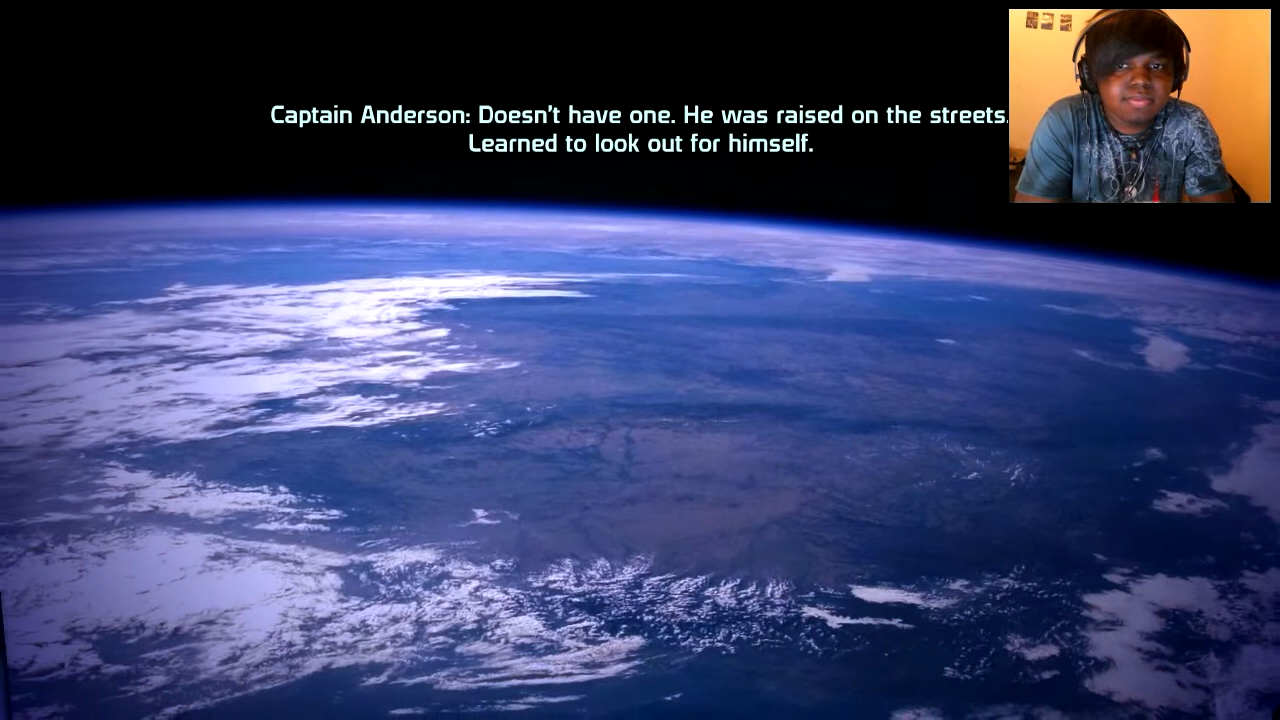 Captain Anderson: Doesn't have one. He was raised on the streets.
Learned to look out for himself.